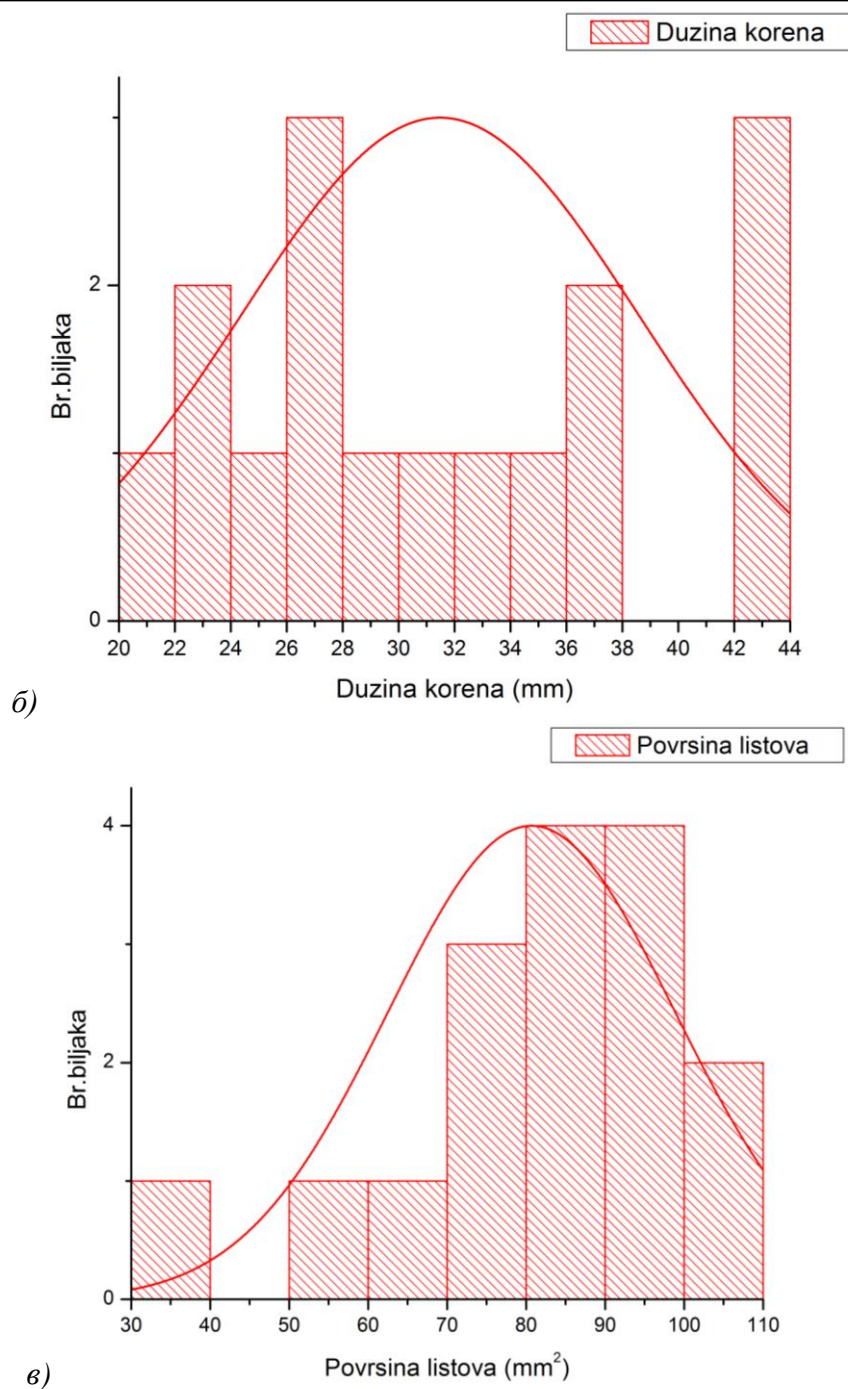 Duzina korena
Br.biljaka
2
0
20 22 24 26 28 30 32 34 36 38 40 42 44
Duzina korena (mm)
б)
Povrsina listova
Br.biljaka
4
2
0
30 40 50 60 70 80 90 100 110
Povrsina listova (mm²)
в)